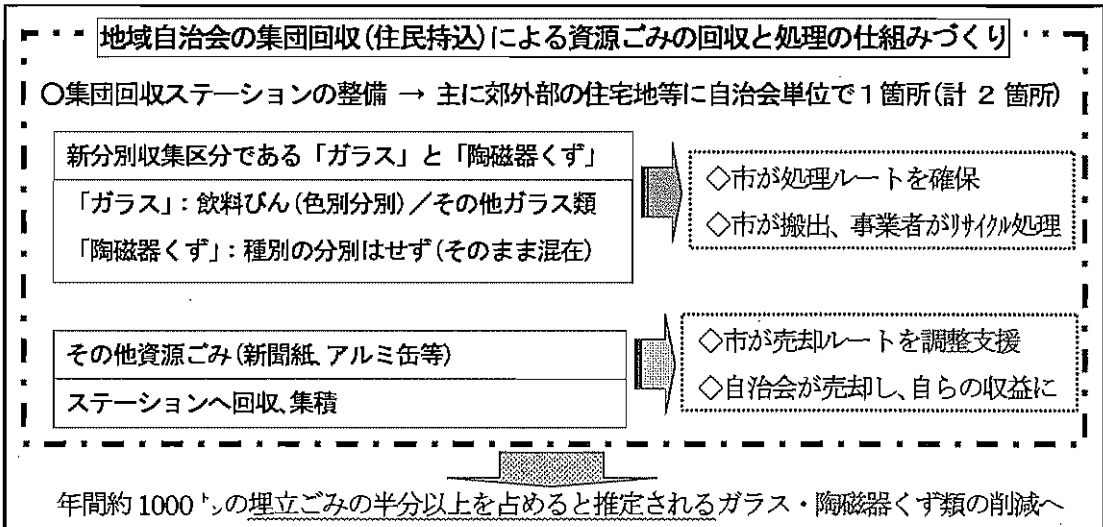 地域自治会の集団回収(住民持込)による資源ごみの回収と処理の仕組みづくり
○集団回収ステーションの整備 → 主に郊外部の住宅地等に自治会単位で1箇所(計 2 箇所)
新分別収集区分である「ガラス」と「陶磁器くず」
「ガラス」:飲料びん(色別分別)/その他ガラス類
「陶磁器くず」:種別の分別はせず(そのまま混在)
◇市が処理ルートを確保
◇市が搬出、事業者がリサイクル処理
その他資源ごみ(新聞紙、アルミ缶等)
ステーションへ回収、集積
◇市が売却ルートを調整支援
◇自治会が売却し、自らの収益に
年間約 1000 トンの埋立ごみの半分以上を占めると推定されるガラス・陶磁器くず類の削減へ